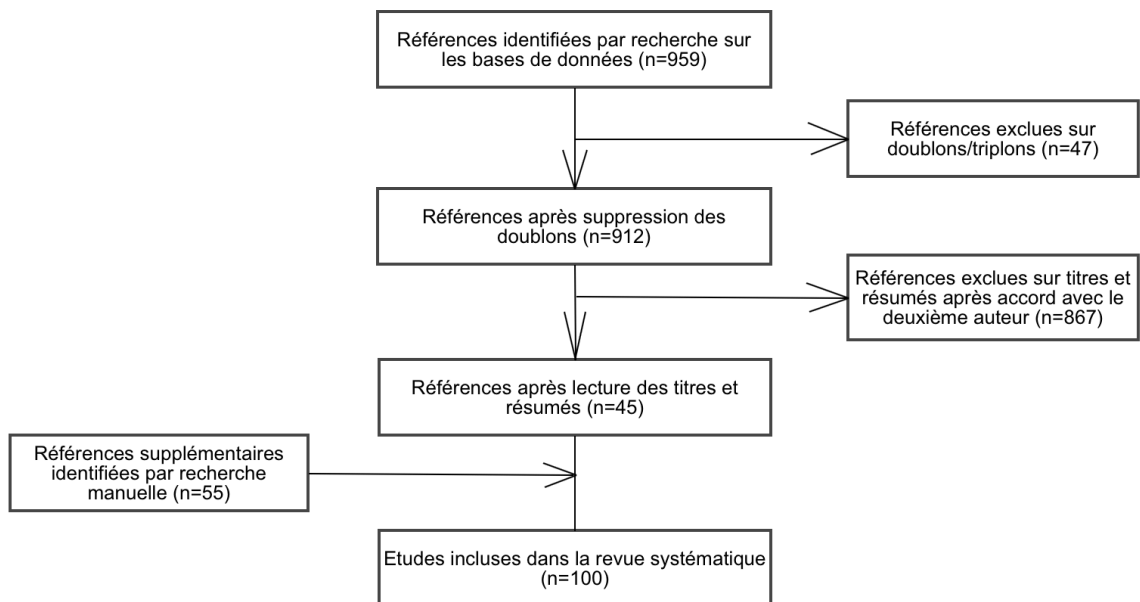 Références identifiées par recherche sur
les bases de données (n=959)
Références exclues sur
doublons/triplons (n=47)
Références après suppression des
doublons (n=912)
Références exclues sur titres et
résumés après accord avec le
deuxième auteur (n=867)
Références après lecture des titres et
résumés (n=45)
Références supplémentaires
identifiées par recherche
manuelle (n=55)
Etudes incluses dans la revue systématique
(n=100)